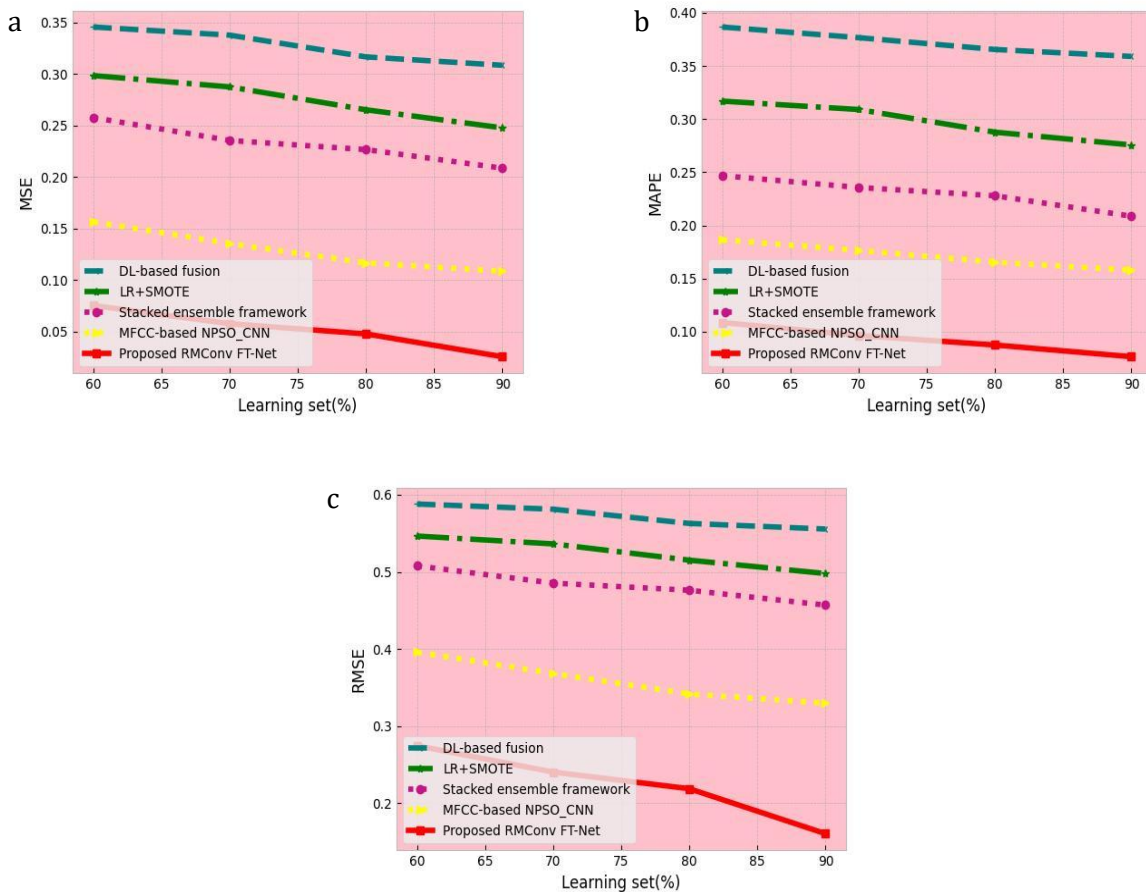 a
0.35
0.30
0.25
0.20
0.15
0.10
0.05
MSE
DL-based fusion
LR+SMOTE
Stacked ensemble framework
MFCC-based NPSO_CNN
Proposed RMConv FT-Net
60 65 70 75 80 85 90
Learning set(%)
b
0.40
0.35
0.30
0.25
0.20
0.15
0.10
MAPE
DL-based fusion
LR+SMOTE
Stacked ensemble framework
MFCC-based NPSO_CNN
Proposed RMConv FT-Net
60 65 70 75 80 85 90
Learning set(%)
c
0.6
0.5
0.4
0.3
0.2
RMSE
DL-based fusion
LR+SMOTE
Stacked ensemble framework
MFCC-based NPSO_CNN
Proposed RMConv FT-Net
60 65 70 75 80 85 90
Learning set(%)